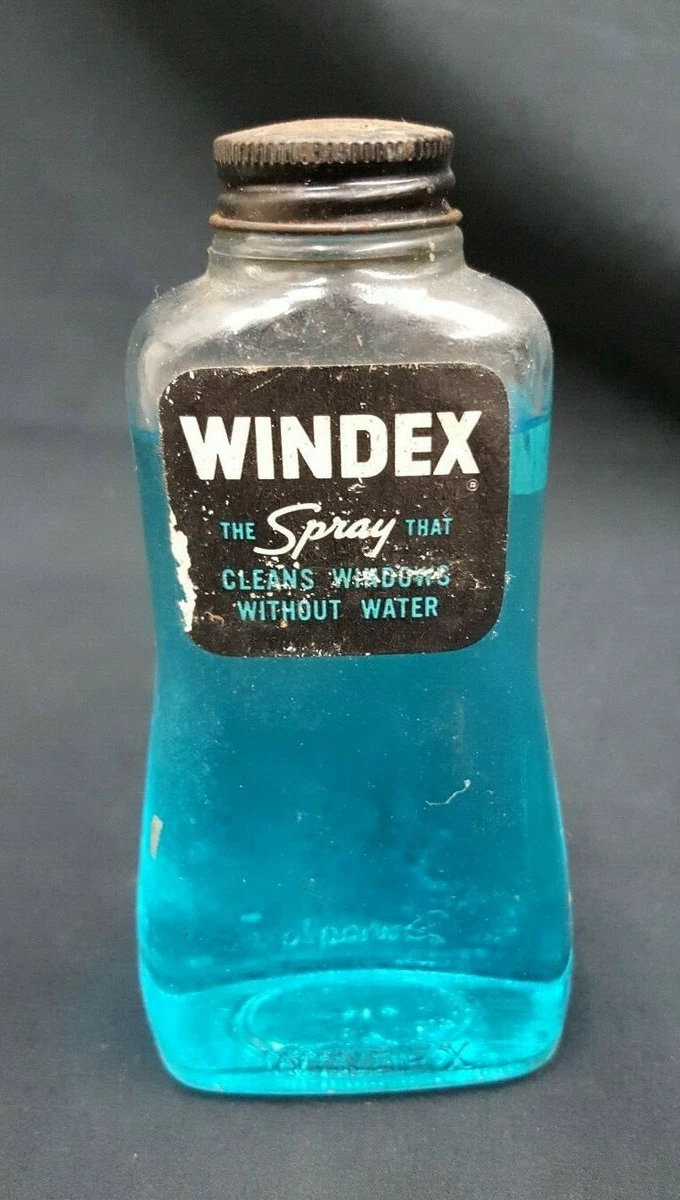 WINDEX
®
THE Spray THAT
CLEANS WINDOWS
WITHOUT WATER